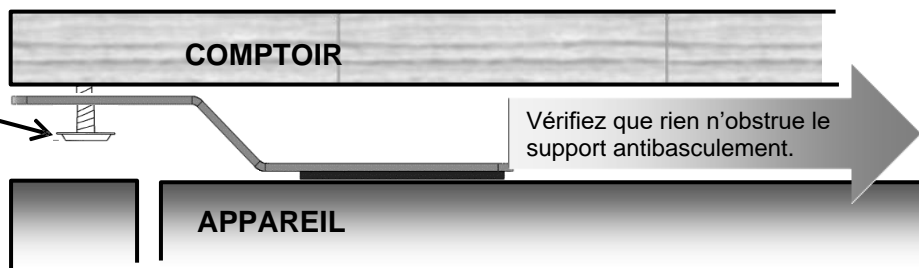 COMPTOIR
Vérifiez que rien n’obstrue le
support antibasculement.
APPAREIL